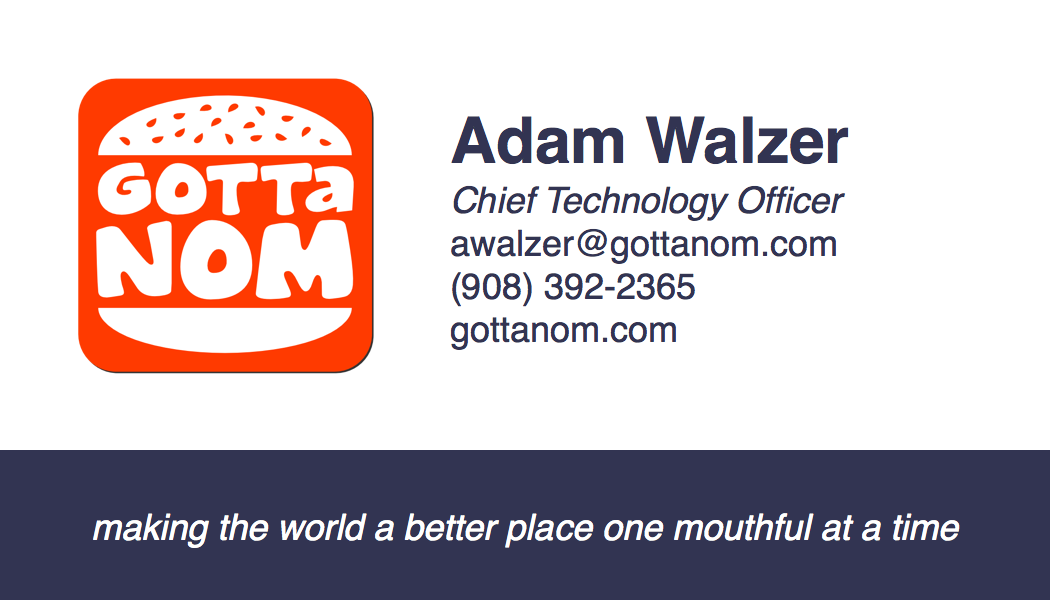 GOTTa
NOM
Adam Walzer
Chief Technology Officer
awalzer@gottanom.com
(908) 392-2365
gottanom.com
making the world a better place one mouthful at a time